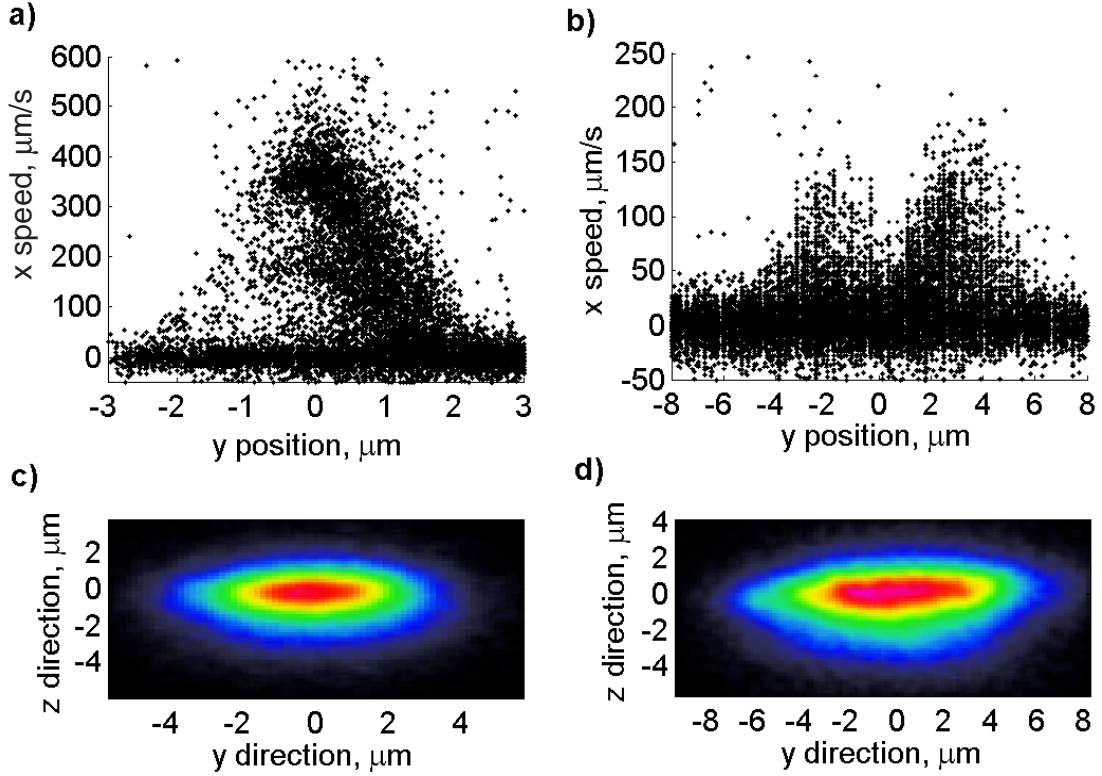 a)
600
500
400
300
200
100
0
x speed, μm/s
-3 -2 -1 0 1 2 3
y position, μm
b)
250
200
150
100
50
0
-50
x speed, μm/s
-8 -6 -4 -2 0 2 4 6 8
y position, μm
c)
2
0
-2
-4
z direction, μm
-4 -2 0 2 4
y direction, μm
d)
4
2
0
-2
-4
z direction, μm
-8 -6 -4 -2 0 2 4 6 8
y direction, μm